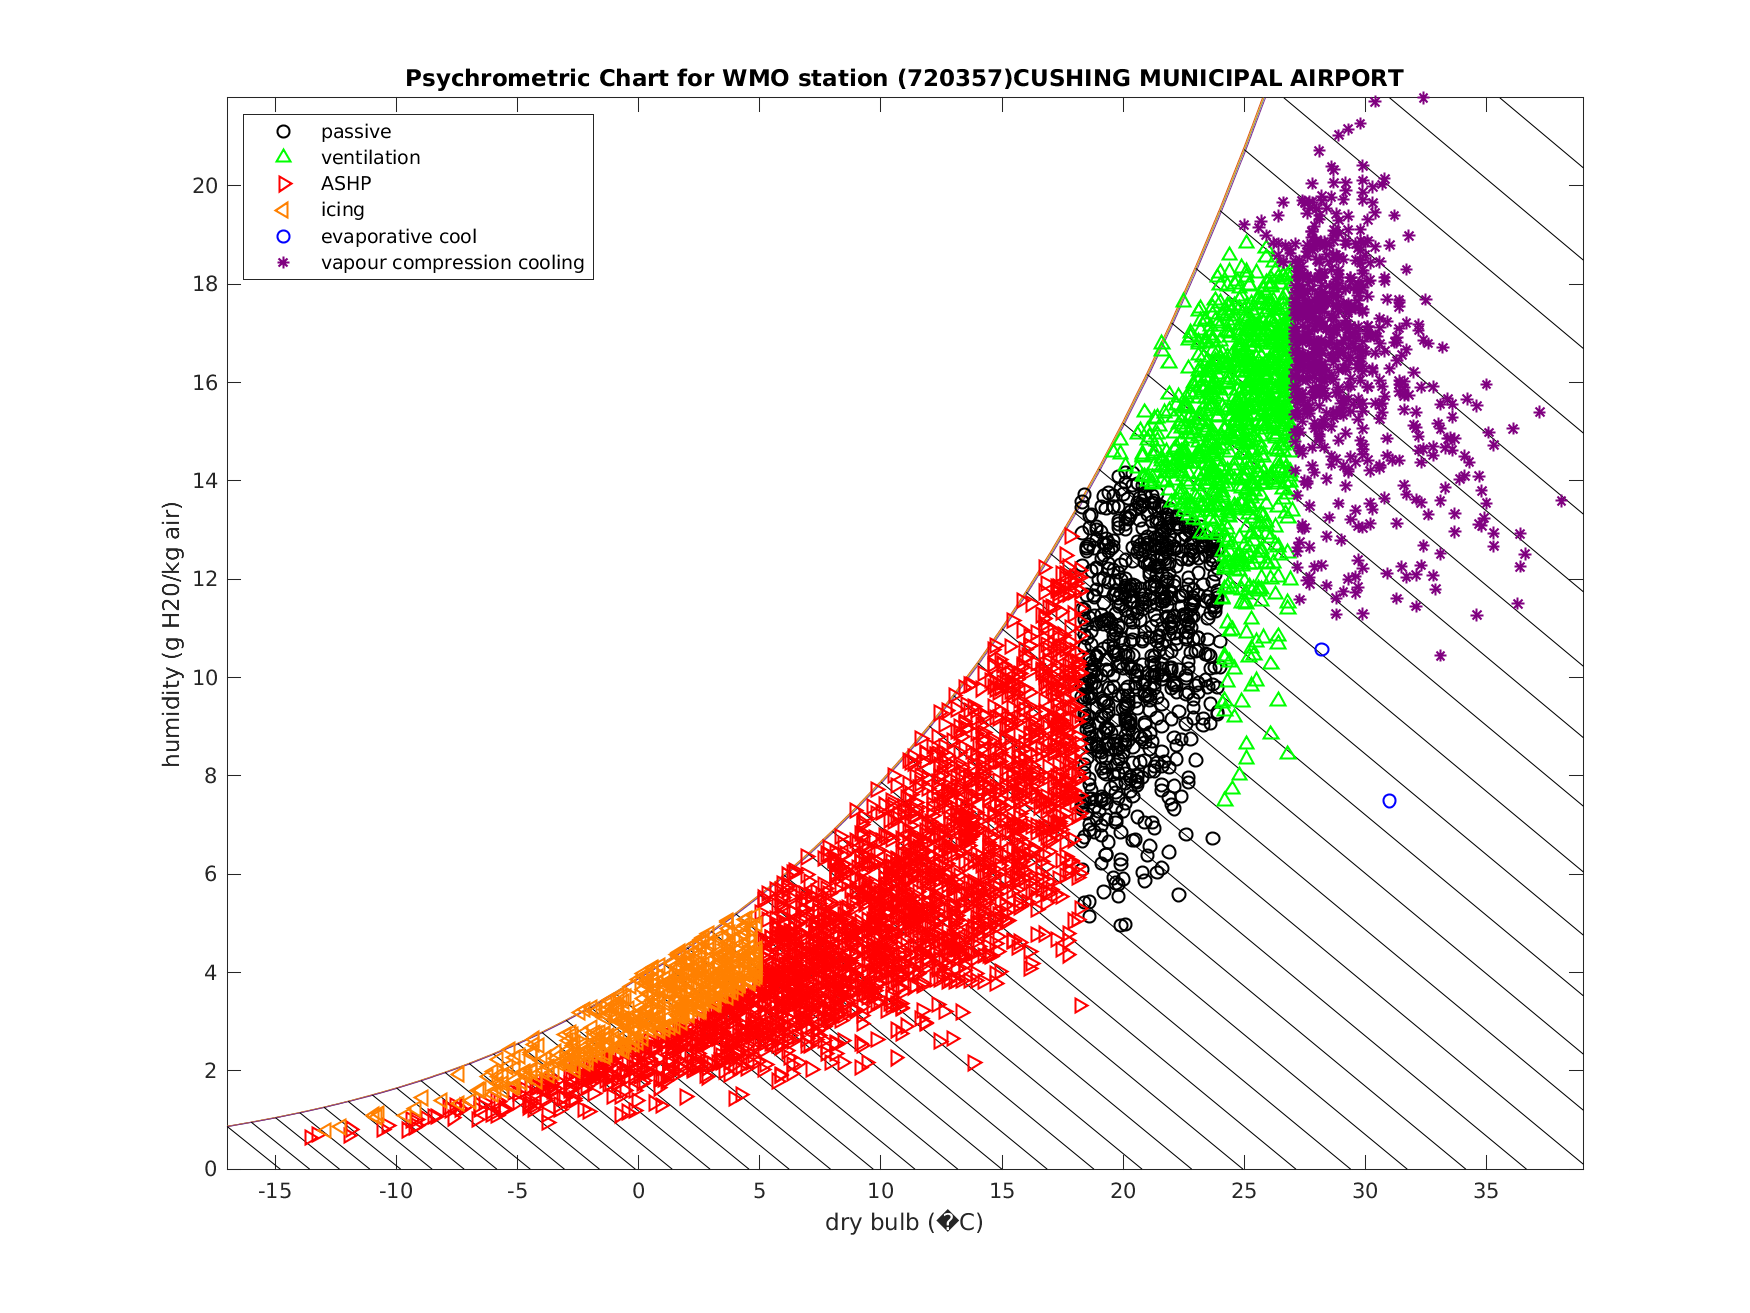 Psychrometric Chart for WMO station (720357)CUSHING MUNICIPAL AIRPORT
passive
ventilation
ASHP
icing
evaporative cool
vapour compression cooling
humidity (g H20/kg air)
20
18
16
14
12
10
8
6
4
2
0
-15 -10 -5 0 5 10 15 20 25 30 35
dry bulb (�C)